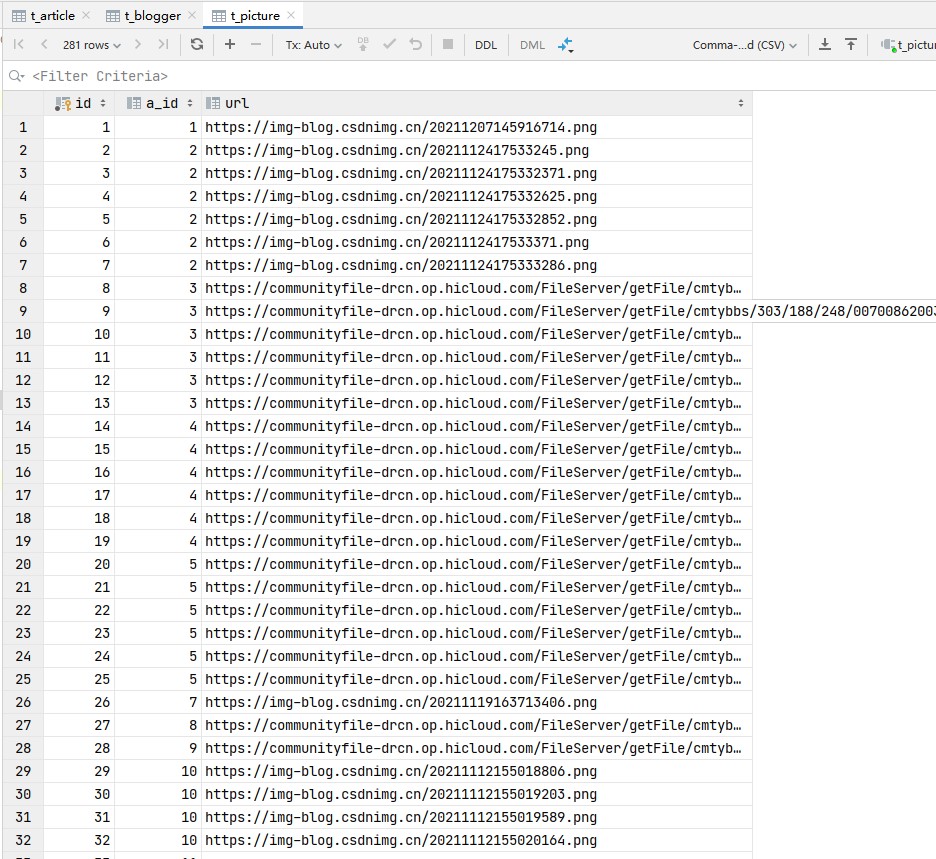 t_article t_blogger t_picture
281 rows Tx: Auto DB DDL DML Comma-...d (CSV) t_pictur
<Filter Criteria>
id a_id url
1 1 1 https://img-blog.csdnimg.cn/20211207145916714.png
2 2 2 https://img-blog.csdnimg.cn/2021112417533245.png
3 3 2 https://img-blog.csdnimg.cn/20211124175332371.png
4 4 2 https://img-blog.csdnimg.cn/20211124175332625.png
5 5 2 https://img-blog.csdnimg.cn/20211124175332852.png
6 6 2 https://img-blog.csdnimg.cn/2021112417533371.png
7 7 2 https://img-blog.csdnimg.cn/20211124175333286.png
8 8 3 https://communityfile-drcn.op.hicloud.com/FileServer/getFile/cmtyb…
9 9 3 https://communityfile-drcn.op.hicloud.com/FileServer/getFile/cmtybbs/303/188/248/00700862003
10 10 3 https://communityfile-drcn.op.hicloud.com/FileServer/getFile/cmtyb…
11 11 3 https://communityfile-drcn.op.hicloud.com/FileServer/getFile/cmtyb…
12 12 3 https://communityfile-drcn.op.hicloud.com/FileServer/getFile/cmtyb…
13 13 3 https://communityfile-drcn.op.hicloud.com/FileServer/getFile/cmtyb…
14 14 4 https://communityfile-drcn.op.hicloud.com/FileServer/getFile/cmtyb…
15 15 4 https://communityfile-drcn.op.hicloud.com/FileServer/getFile/cmtyb…
16 16 4 https://communityfile-drcn.op.hicloud.com/FileServer/getFile/cmtyb…
17 17 4 https://communityfile-drcn.op.hicloud.com/FileServer/getFile/cmtyb…
18 18 4 https://communityfile-drcn.op.hicloud.com/FileServer/getFile/cmtyb…
19 19 4 https://communityfile-drcn.op.hicloud.com/FileServer/getFile/cmtyb…
20 20 5 https://communityfile-drcn.op.hicloud.com/FileServer/getFile/cmtyb…
21 21 5 https://communityfile-drcn.op.hicloud.com/FileServer/getFile/cmtyb…
22 22 5 https://communityfile-drcn.op.hicloud.com/FileServer/getFile/cmtyb…
23 23 5 https://communityfile-drcn.op.hicloud.com/FileServer/getFile/cmtyb…
24 24 5 https://communityfile-drcn.op.hicloud.com/FileServer/getFile/cmtyb…
25 25 5 https://communityfile-drcn.op.hicloud.com/FileServer/getFile/cmtyb…
26 26 7 https://img-blog.csdnimg.cn/20211119163713406.png
27 27 8 https://communityfile-drcn.op.hicloud.com/FileServer/getFile/cmtyb…
28 28 9 https://communityfile-drcn.op.hicloud.com/FileServer/getFile/cmtyb…
29 29 10 https://img-blog.csdnimg.cn/20211112155018806.png
30 30 10 https://img-blog.csdnimg.cn/20211112155019203.png
31 31 10 https://img-blog.csdnimg.cn/20211112155019589.png
32 32 10 https://img-blog.csdnimg.cn/20211112155020164.png